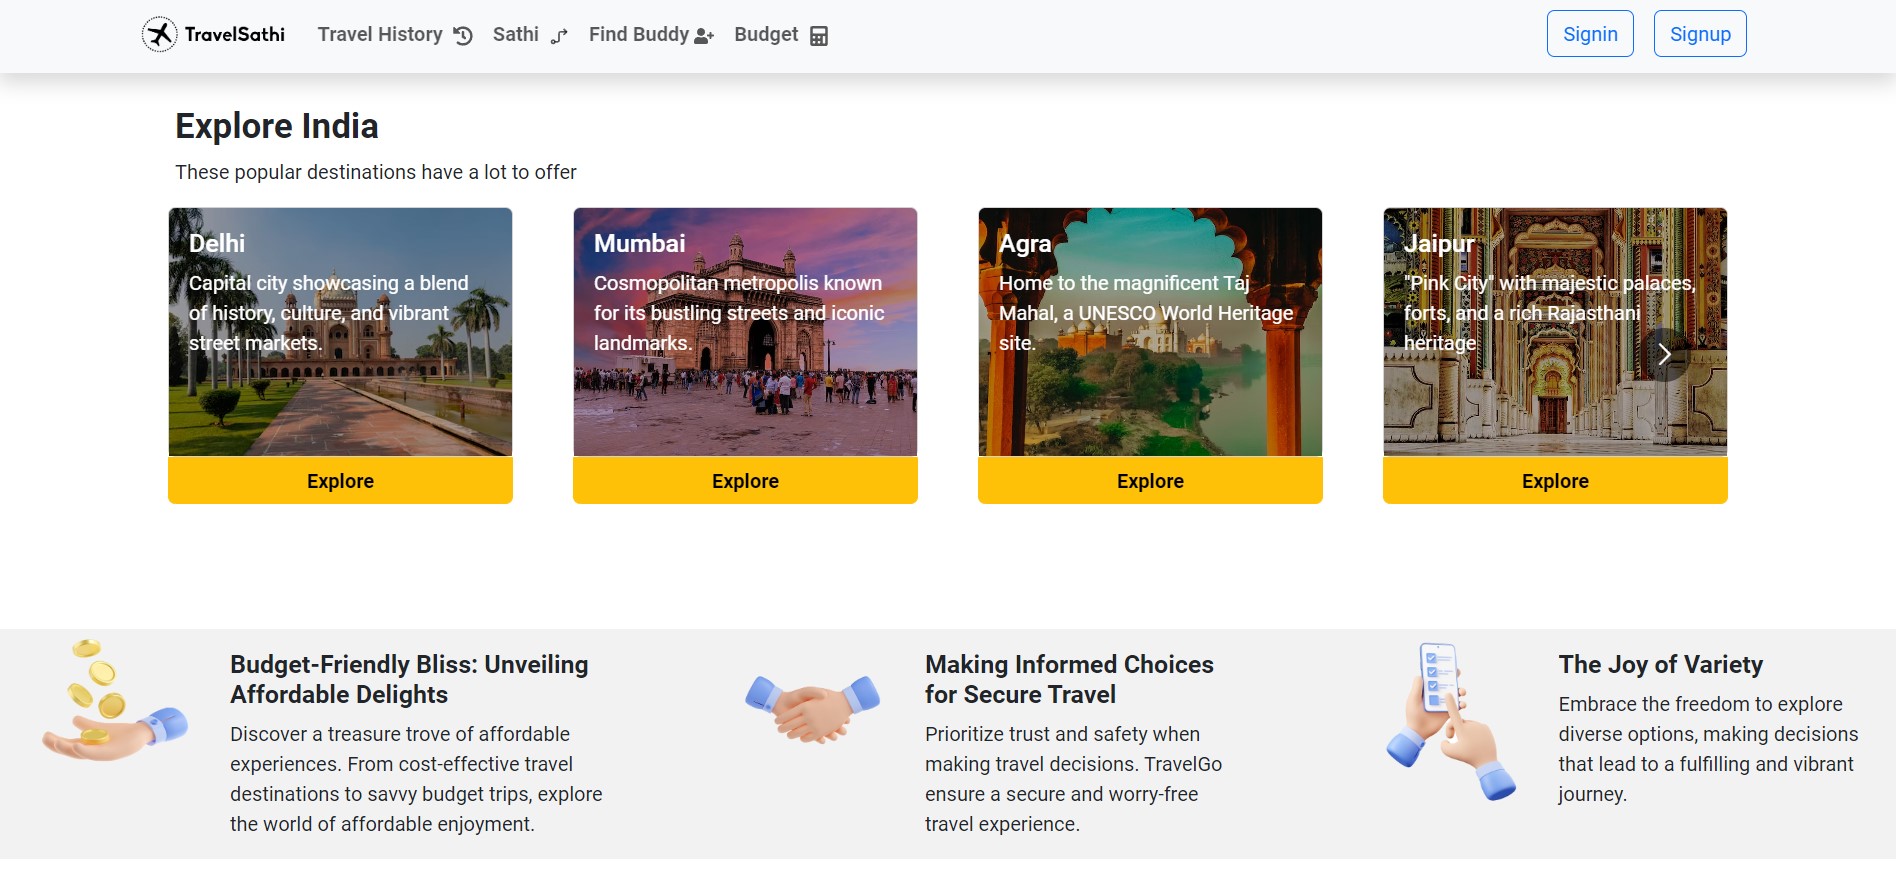 TravelSathi Travel History Sathi Find Buddy Budget Signin Signup
Explore India
These popular destinations have a lot to offer
Delhi
Capital city showcasing a blend
of history, culture, and vibrant
street markets.
Explore
Mumbai
Cosmopolitan metropolis known
for its bustling streets and iconic
landmarks.
Explore
Agra
Home to the magnificent Taj
Mahal, a UNESCO World Heritage
site.
Explore
Jaipur
"Pink City" with majestic palaces,
forts, and a rich Rajasthani
heritage
Explore
Budget-Friendly Bliss: Unveiling
Affordable Delights
Discover a treasure trove of affordable
experiences. From cost-effective travel
destinations to savvy budget trips, explore
the world of affordable enjoyment.
Making Informed Choices
for Secure Travel
Prioritize trust and safety when
making travel decisions. TravelGo
ensure a secure and worry-free
travel experience.
The Joy of Variety
Embrace the freedom to explore
diverse options, making decisions
that lead to a fulfilling and vibrant
journey.